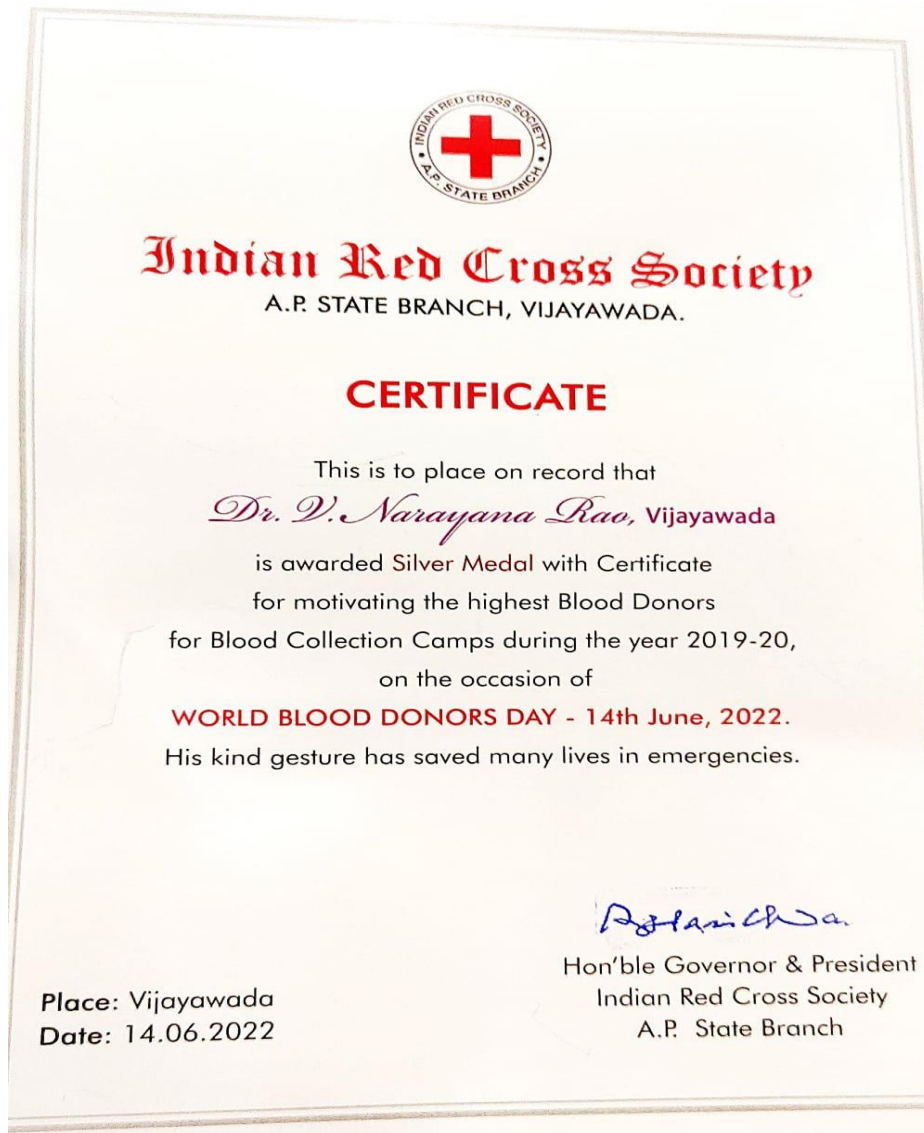 INDIAN RED CROSS SOCIETY
• A.P. STATE BRANCH •
Indian Red Cross Society
A.P. STATE BRANCH, VIJAYAWADA.
CERTIFICATE
This is to place on record that
Dr. V. Narayana Rao, Vijayawada
is awarded Silver Medal with Certificate
for motivating the highest Blood Donors
for Blood Collection Camps during the year 2019-20,
on the occasion of
WORLD BLOOD DONORS DAY - 14th June, 2022.
His kind gesture has saved many lives in emergencies.
Hon'ble Governor & President
Indian Red Cross Society
A.P. State Branch
Place: Vijayawada
Date: 14.06.2022